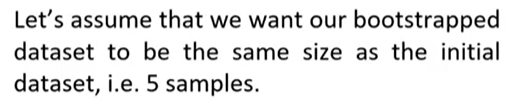 Let's assume that we want our bootstrapped
dataset to be the same size as the initial
dataset, i.e. 5 samples.